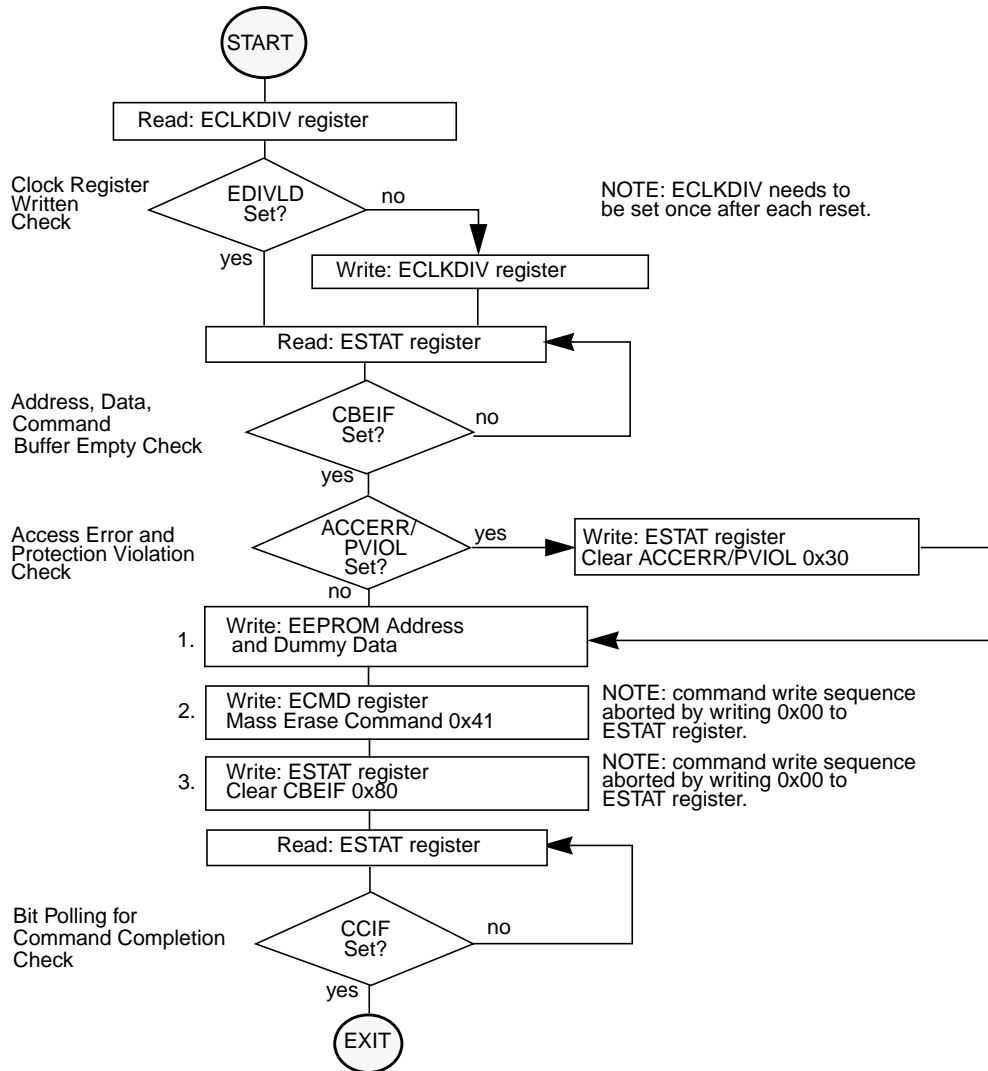 START
Read: ECLKDIV register
Clock Register
Written
Check
EDIVLD
Set?
no
yes
NOTE: ECLKDIV needs to
be set once after each reset.
Write: ECLKDIV register
Read: ESTAT register
Address, Data,
Command
Buffer Empty Check
CBEIF
Set?
no
yes
Access Error and
Protection Violation
Check
ACCERR/
PVIOL
Set?
yes
no
Write: ESTAT register
Clear ACCERR/PVIOL 0x30
1.
Write: EEPROM Address
and Dummy Data
2.
Write: ECMD register
Mass Erase Command 0x41
NOTE: command write sequence
aborted by writing 0x00 to
ESTAT register.
3.
Write: ESTAT register
Clear CBEIF 0x80
NOTE: command write sequence
aborted by writing 0x00 to
ESTAT register.
Read: ESTAT register
Bit Polling for
Command Completion
Check
CCIF
Set?
no
yes
EXIT